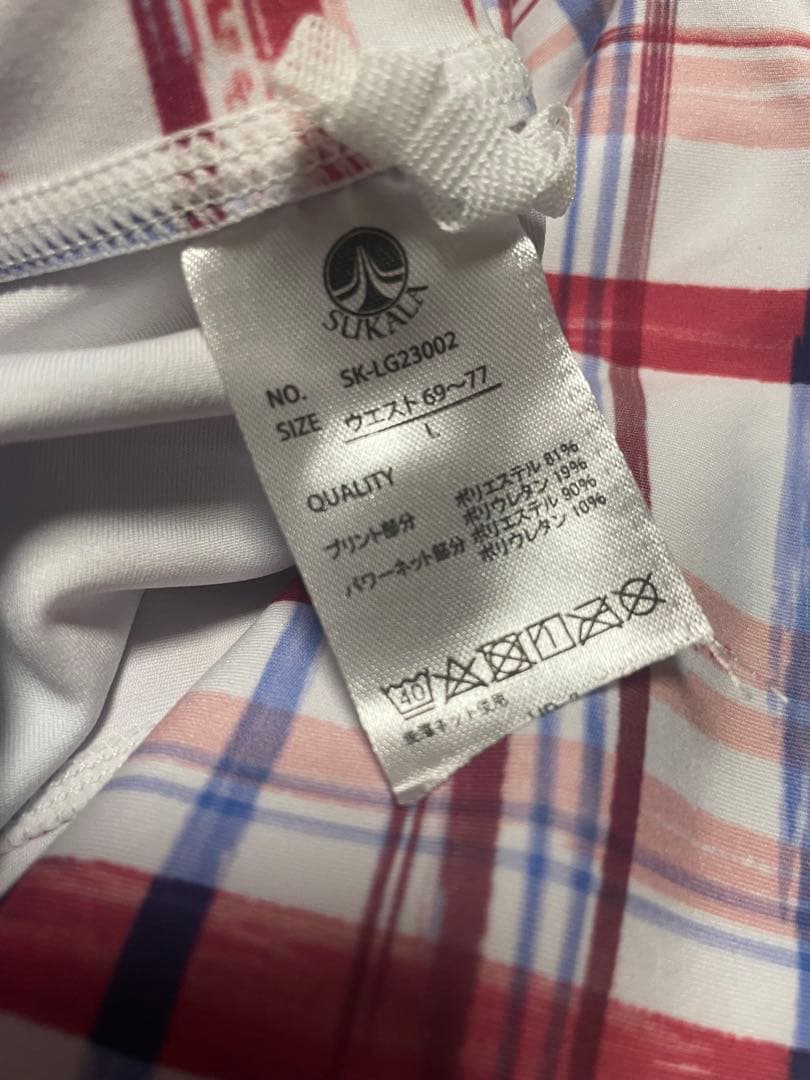 SUKALA
NO. SK-LG23002
SIZE ウエスト 69〜77
L
QUALITY
プリント部分 ポリエステル 81%
ポリウレタン 19%
パワーネット部分 ポリエステル 90%
ポリウレタン 10%
40
洗濯ネット使用